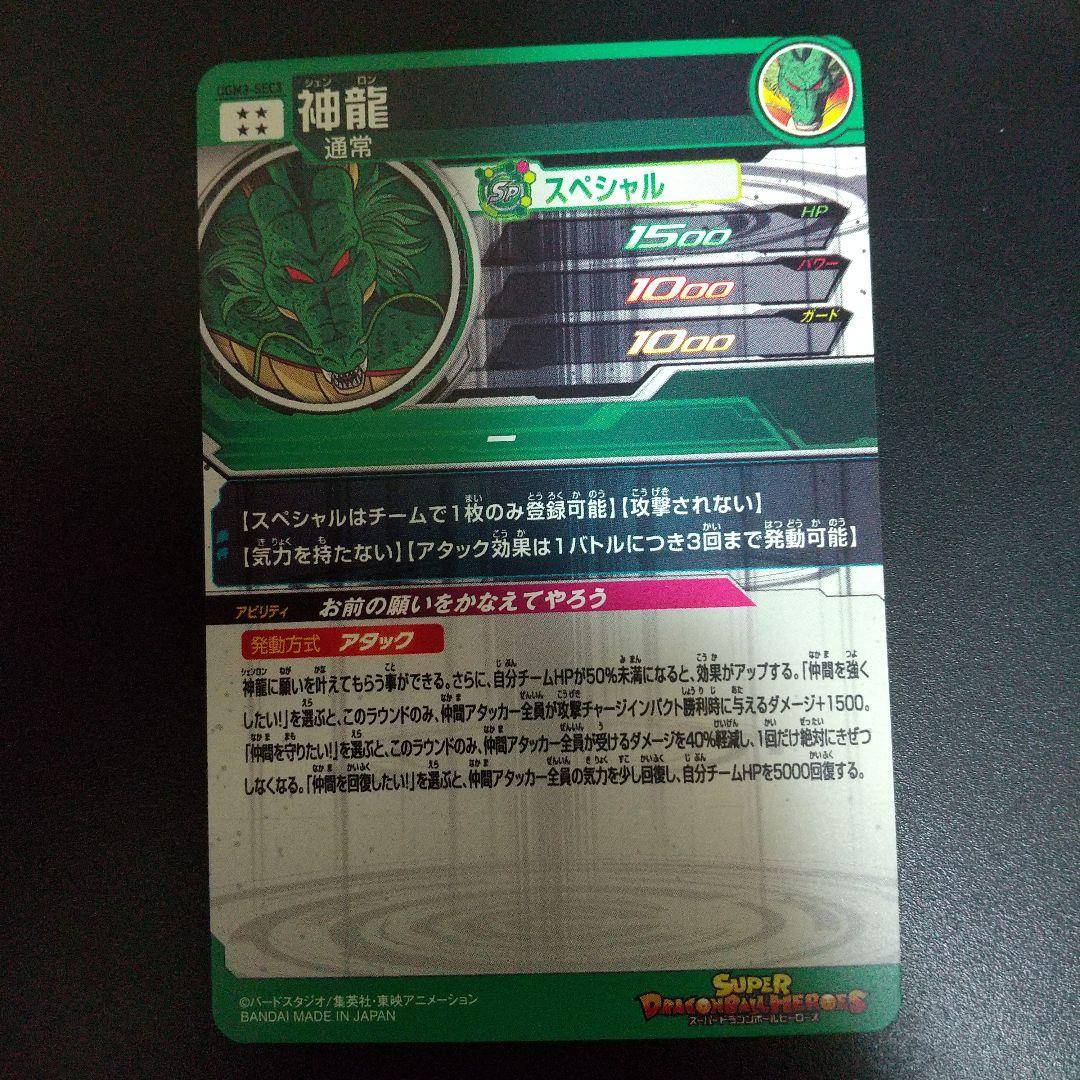 UGM3-SEC3
シェン ロン
神龍
通常
SP スペシャル
HP
1500
パワー
1000
ガード
1000
ー
条件
【スペシャルはチームで1枚のみ登録可能】【攻撃されない】
【気力を持たない】【アタック効果は1バトルにつき3回まで発動可能】
アビリティ お前の願いをかなえてやろう
発動方式 アタック
神龍に願いを叶えてもらう事ができる。さらに、自分チームHPが50%未満になると、効果がアップする。「仲間を強く
したい!」を選ぶと、このラウンドのみ、仲間アタッカー全員が攻撃チャージインパクト勝利時に与えるダメージ+1500。
「仲間を守りたい!」を選ぶと、このラウンドのみ、仲間アタッカー全員が受けるダメージを40%軽減し、1回だけ絶対にきぜつ
しなくなる。「仲間を回復したい!」を選ぶと、仲間アタッカー全員の気力を少し回復し、自分チームHPを5000回復する。
©バードスタジオ/集英社・東映アニメーション
BANDAI MADE IN JAPAN
SUPER
DRAGONBALL HEROES
スーパードラゴンボールヒーローズ